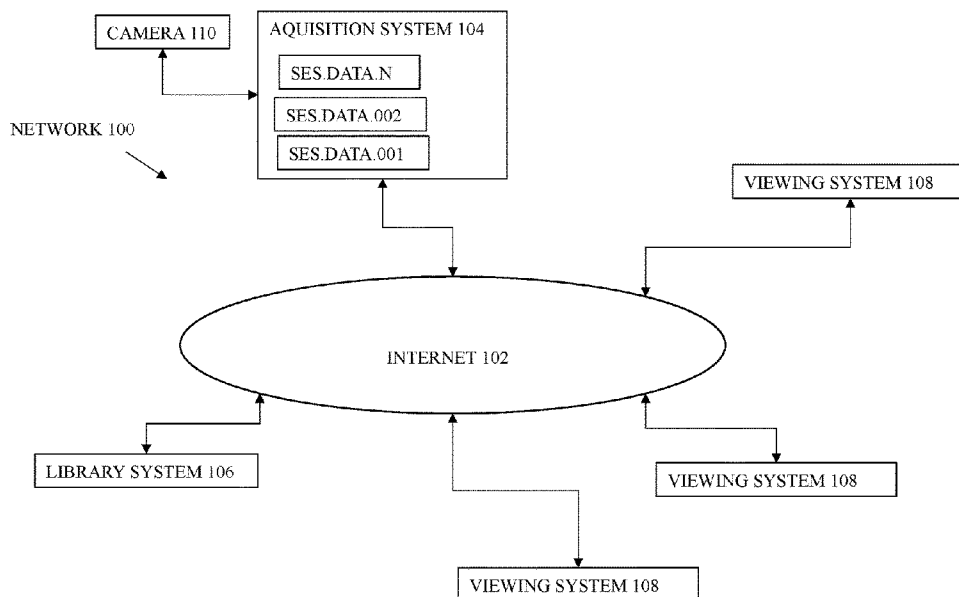 CAMERA 110
AQUISITION SYSTEM 104
SES.DATA.N
SES.DATA.002
SES.DATA.001
NETWORK 100
VIEWING SYSTEM 108
INTERNET 102
LIBRARY SYSTEM 106
VIEWING SYSTEM 108
VIEWING SYSTEM 108